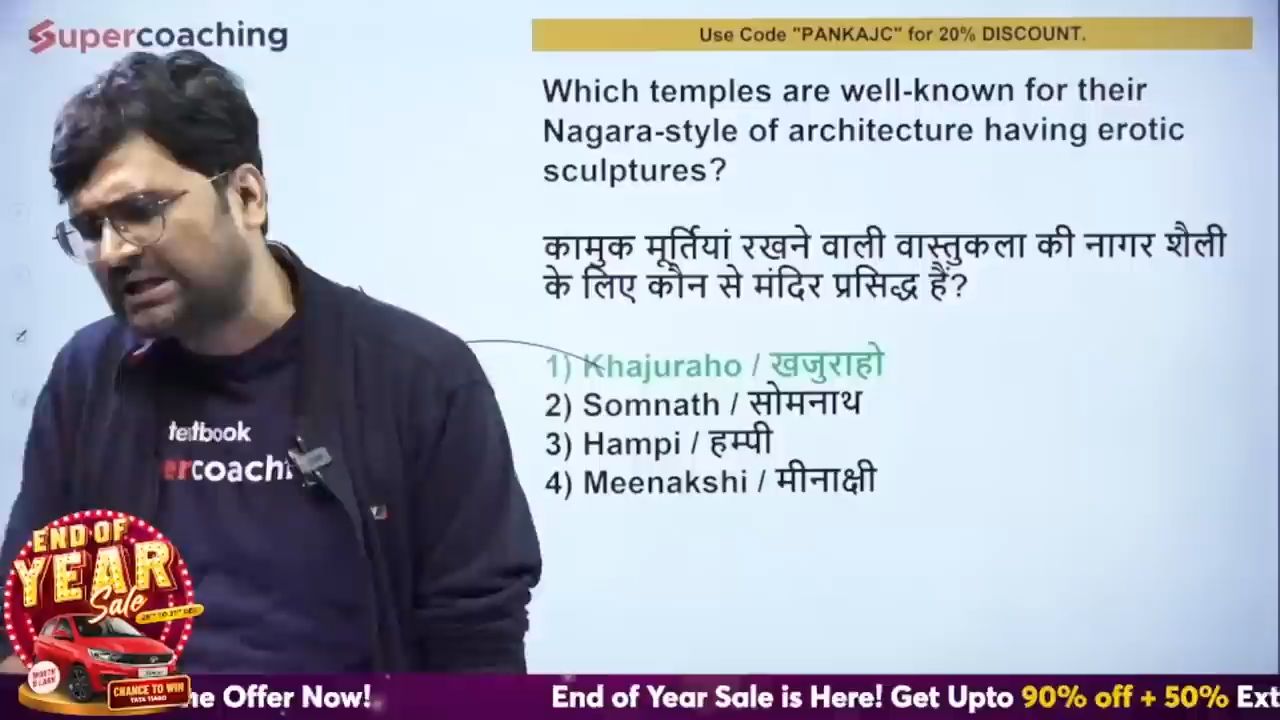 Supercoaching
Use Code "PANKAJC" for 20% DISCOUNT.
Which temples are well-known for their
Nagara-style of architecture having erotic
sculptures?
कामुक मूर्तियां रखने वाली वास्तुकला की नागर शैली
के लिए कौन से मंदिर प्रसिद्ध हैं?
1) Khajuraho / खजुराहो
2) Somnath / सोमनाथ
3) Hampi / हम्पी
4) Meenakshi / मीनाक्षी
testbook
ercoachi
END OF
YEAR
Sale
CHANCE TO WIN
TATA TIAGO
ne Offer Now!
End of Year Sale is Here! Get Upto 90% off + 50% Ext